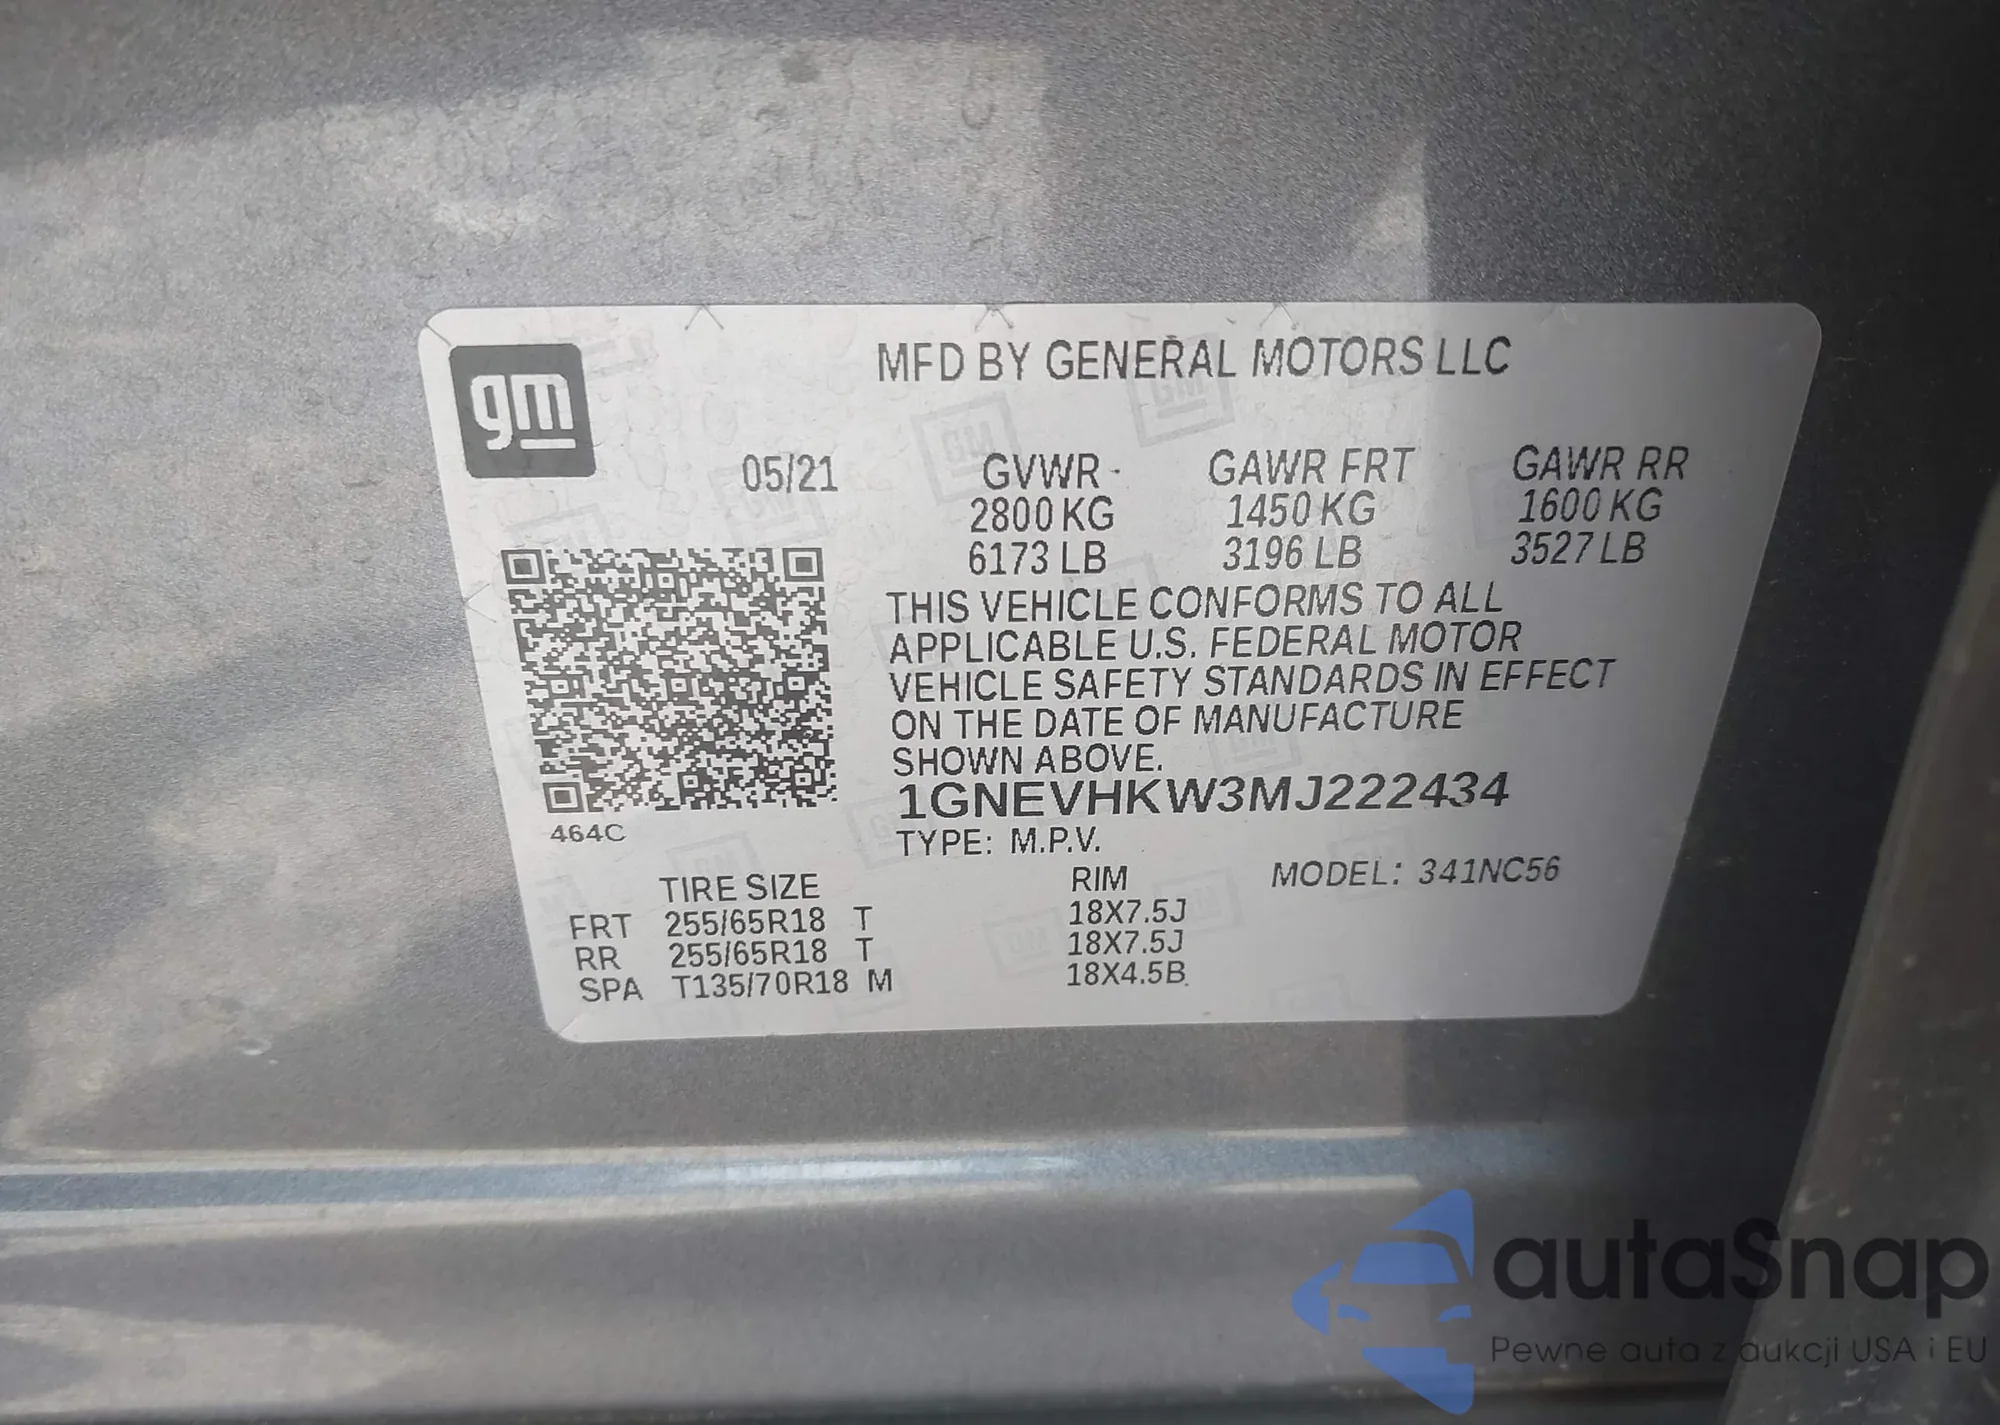 gm
MFD BY GENERAL MOTORS LLC
05/21 GVWR GAWR FRT GAWR RR
2800 KG 1450 KG 1600 KG
6173 LB 3196 LB 3527 LB
THIS VEHICLE CONFORMS TO ALL
APPLICABLE U.S. FEDERAL MOTOR
VEHICLE SAFETY STANDARDS IN EFFECT
ON THE DATE OF MANUFACTURE
SHOWN ABOVE.
1GNEVHKW3MJ222434
464C
TYPE: M.P.V.
TIRE SIZE RIM MODEL: 341NC56
FRT 255/65R18 T 18X7.5J
RR 255/65R18 T 18X7.5J
SPA T135/70R18 M 18X4.5B
autaSnap
Pewne auta z aukcji USA i EU